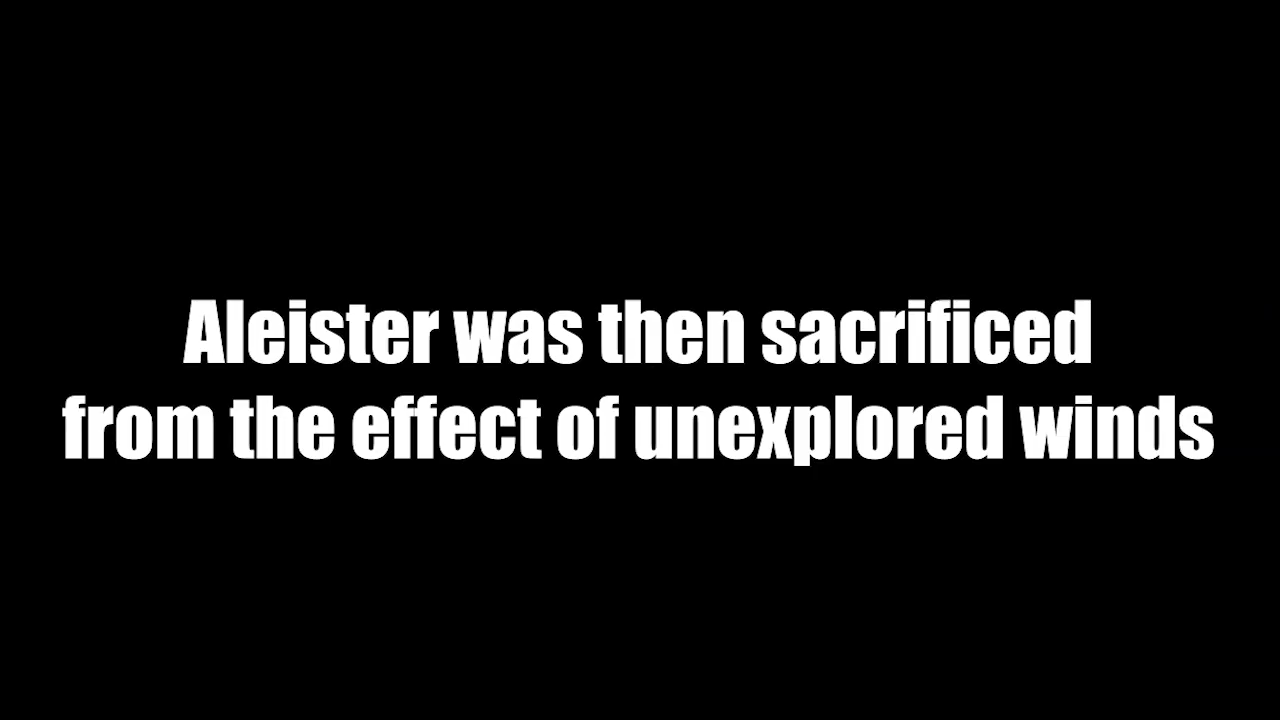 Aleister was then sacrificed
from the effect of unexplored winds